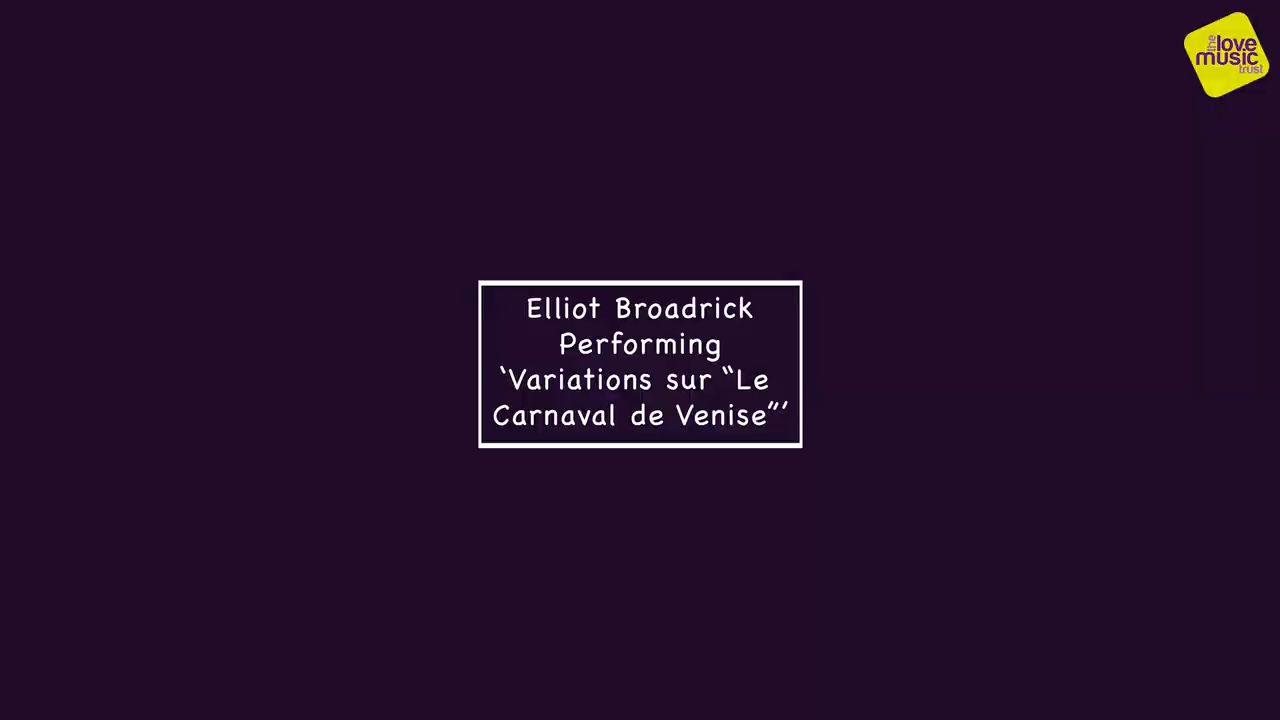 the love
music
trust
Elliot Broadrick
Performing
‘Variations sur “Le
Carnaval de Venise”’